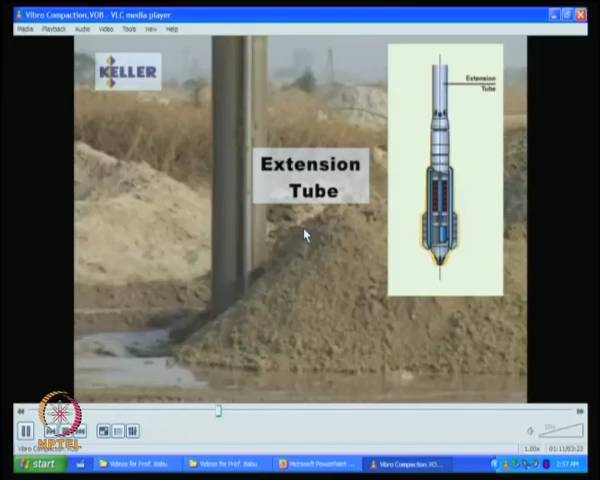 Vibro Compaction.VOB - VLC media player
Media Playback Audio Video Tools View Help
KELLER
Extension
Tube
Extension
Tube
NPTEL
Vibro Compaction.VOB
1.00x
01:11/03:23
start
Videos for Prof. Babu
Videos for Prof. Babu
Microsoft PowerPoint ...
Vibro Compaction.VO...
2:57 AM